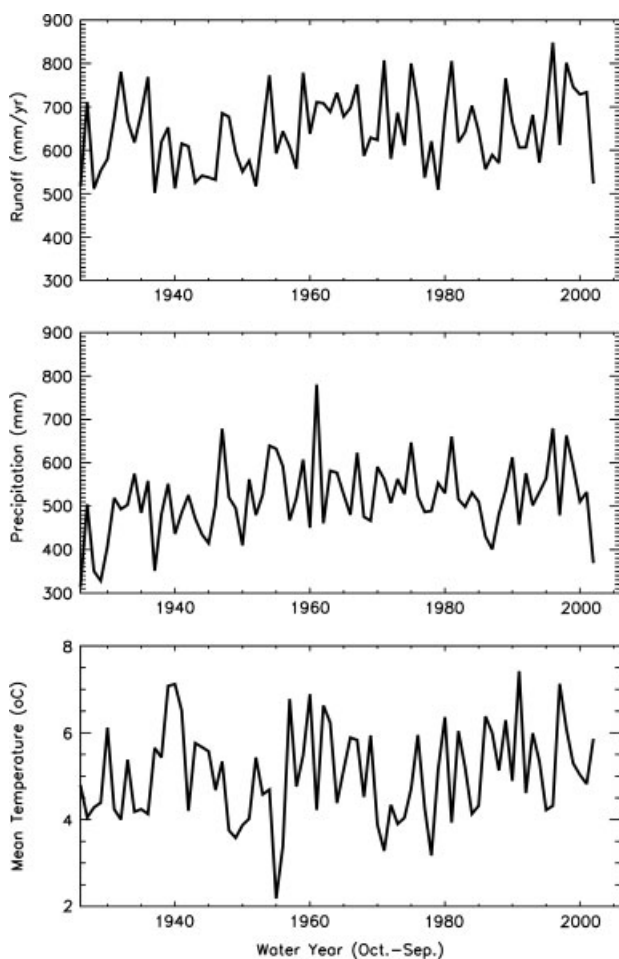 900
800
700
600
500
400
300
Runoff (mm/yr)
1940 1960 1980 2000
900
800
700
600
500
400
300
Precipitation (mm)
1940 1960 1980 2000
8
6
4
2
Mean Temperature (oC)
1940 1960 1980 2000
Water Year (Oct.-Sep.)